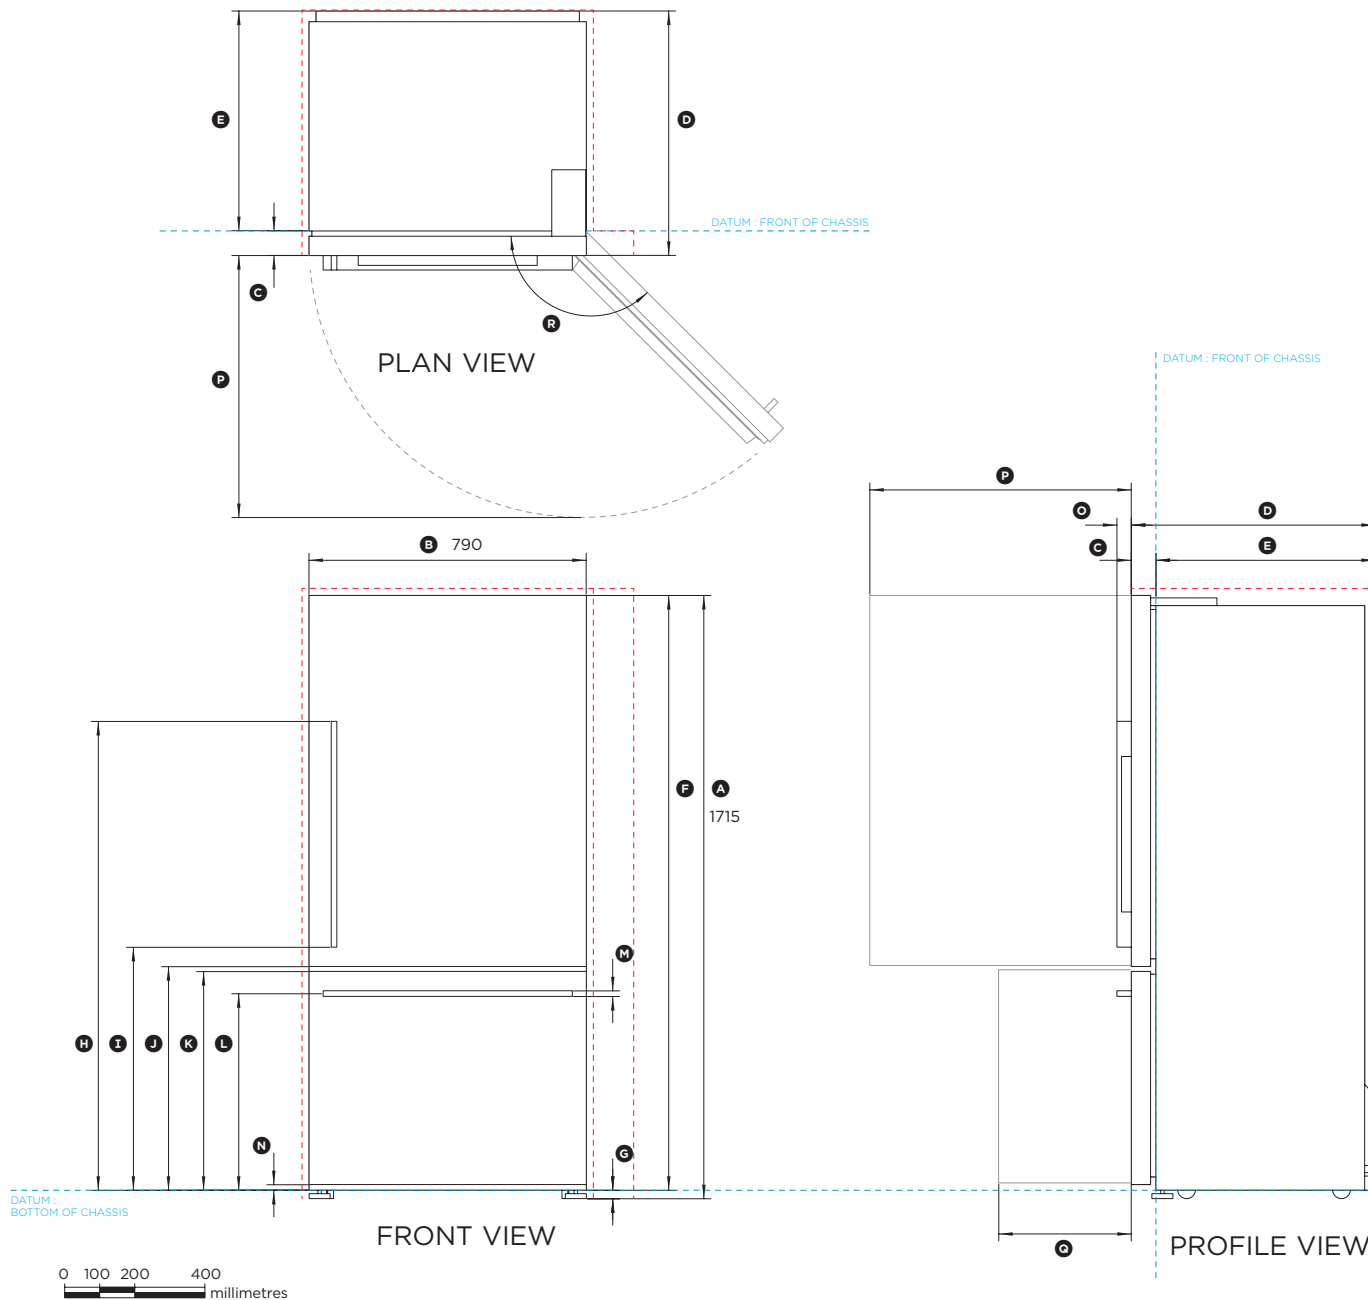 E
D
DATUM : FRONT OF CHASSIS
C
R
PLAN VIEW
DATUM : FRONT OF CHASSIS
P
P
O
D
B 790
C
E
F
A
1715
M
H
I
J
K
L
N
G
DATUM :
BOTTOM OF CHASSIS
FRONT VIEW
Q
PROFILE VIEW
0 100 200 400
millimetres